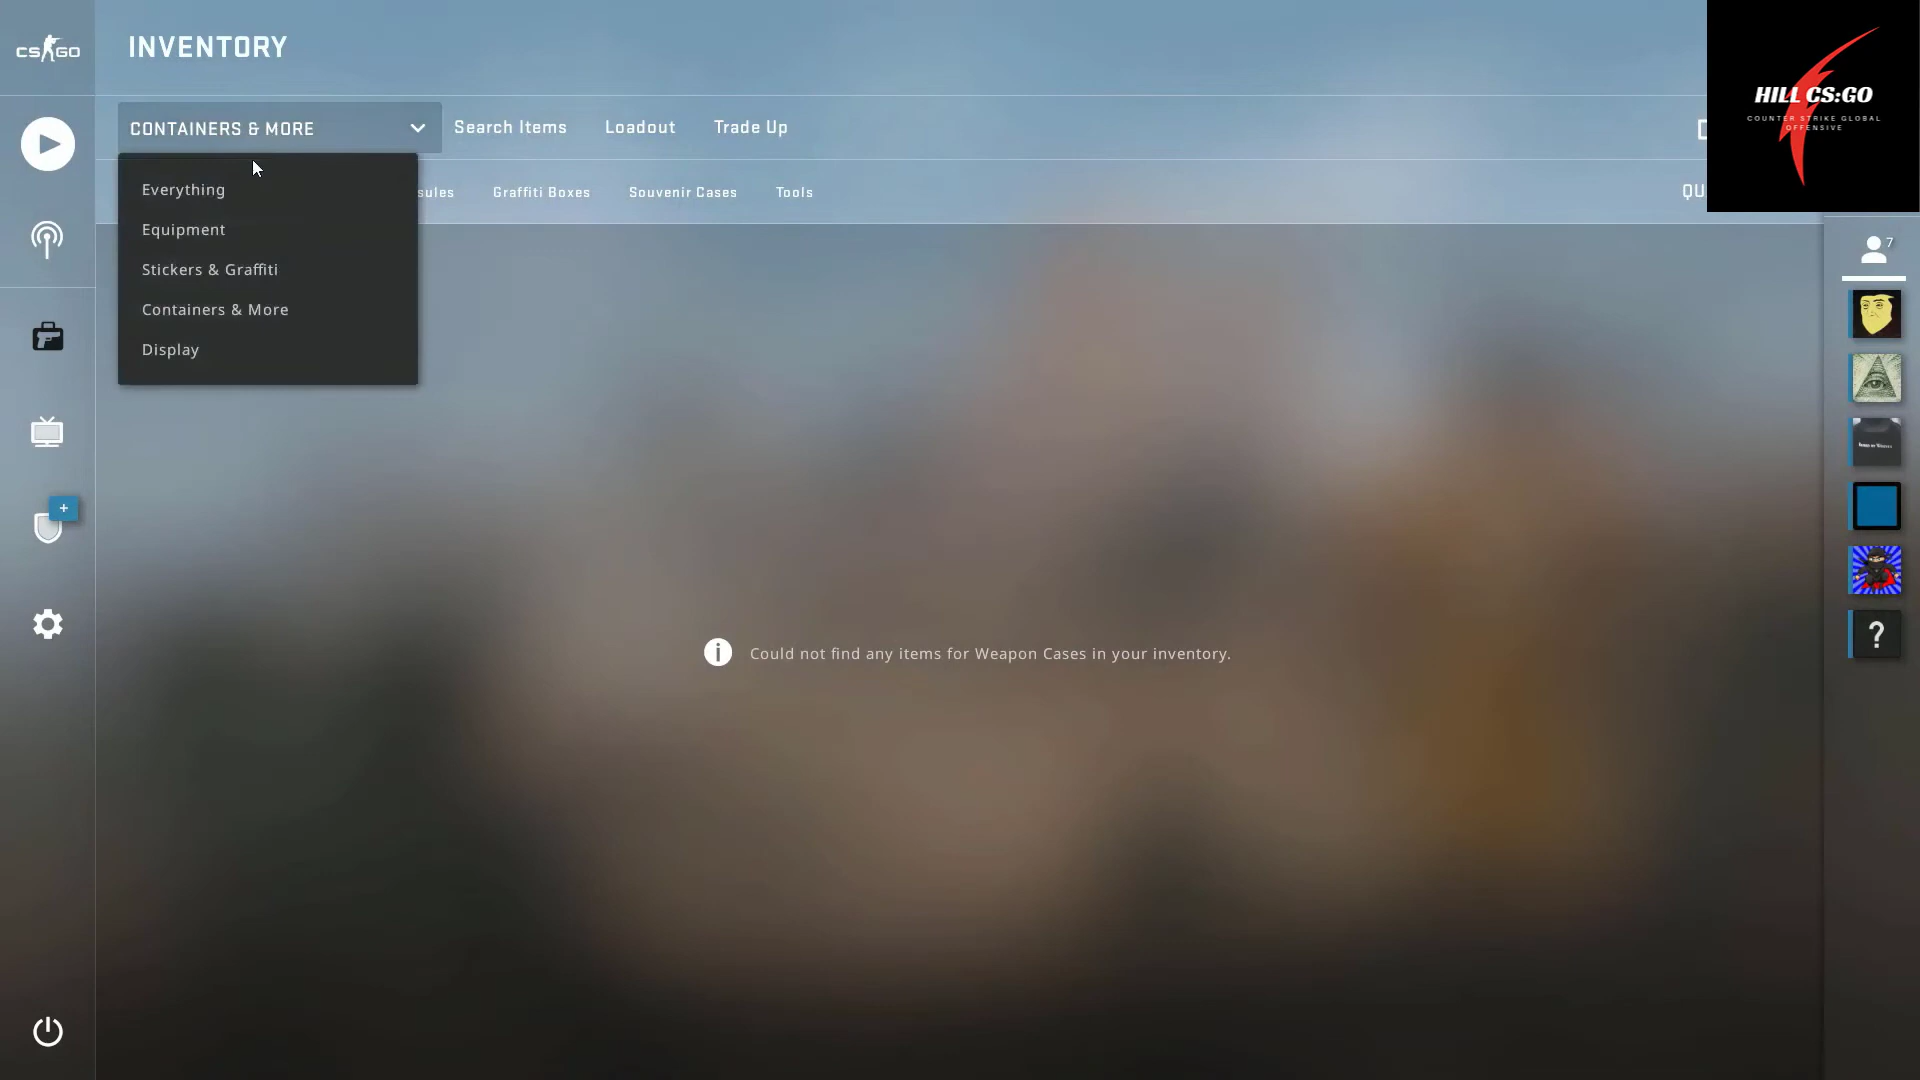 CS GO
INVENTORY
CONTAINERS & MORE
Search Items
Loadout
Trade Up
Everything
Equipment
Stickers & Graffiti
Containers & More
Display
sules
Graffiti Boxes
Souvenir Cases
Tools
QU
HILL CS:GO
COUNTER STRIKE GLOBAL
OFFENSIVE
7
+
?
Could not find any items for Weapon Cases in your inventory.